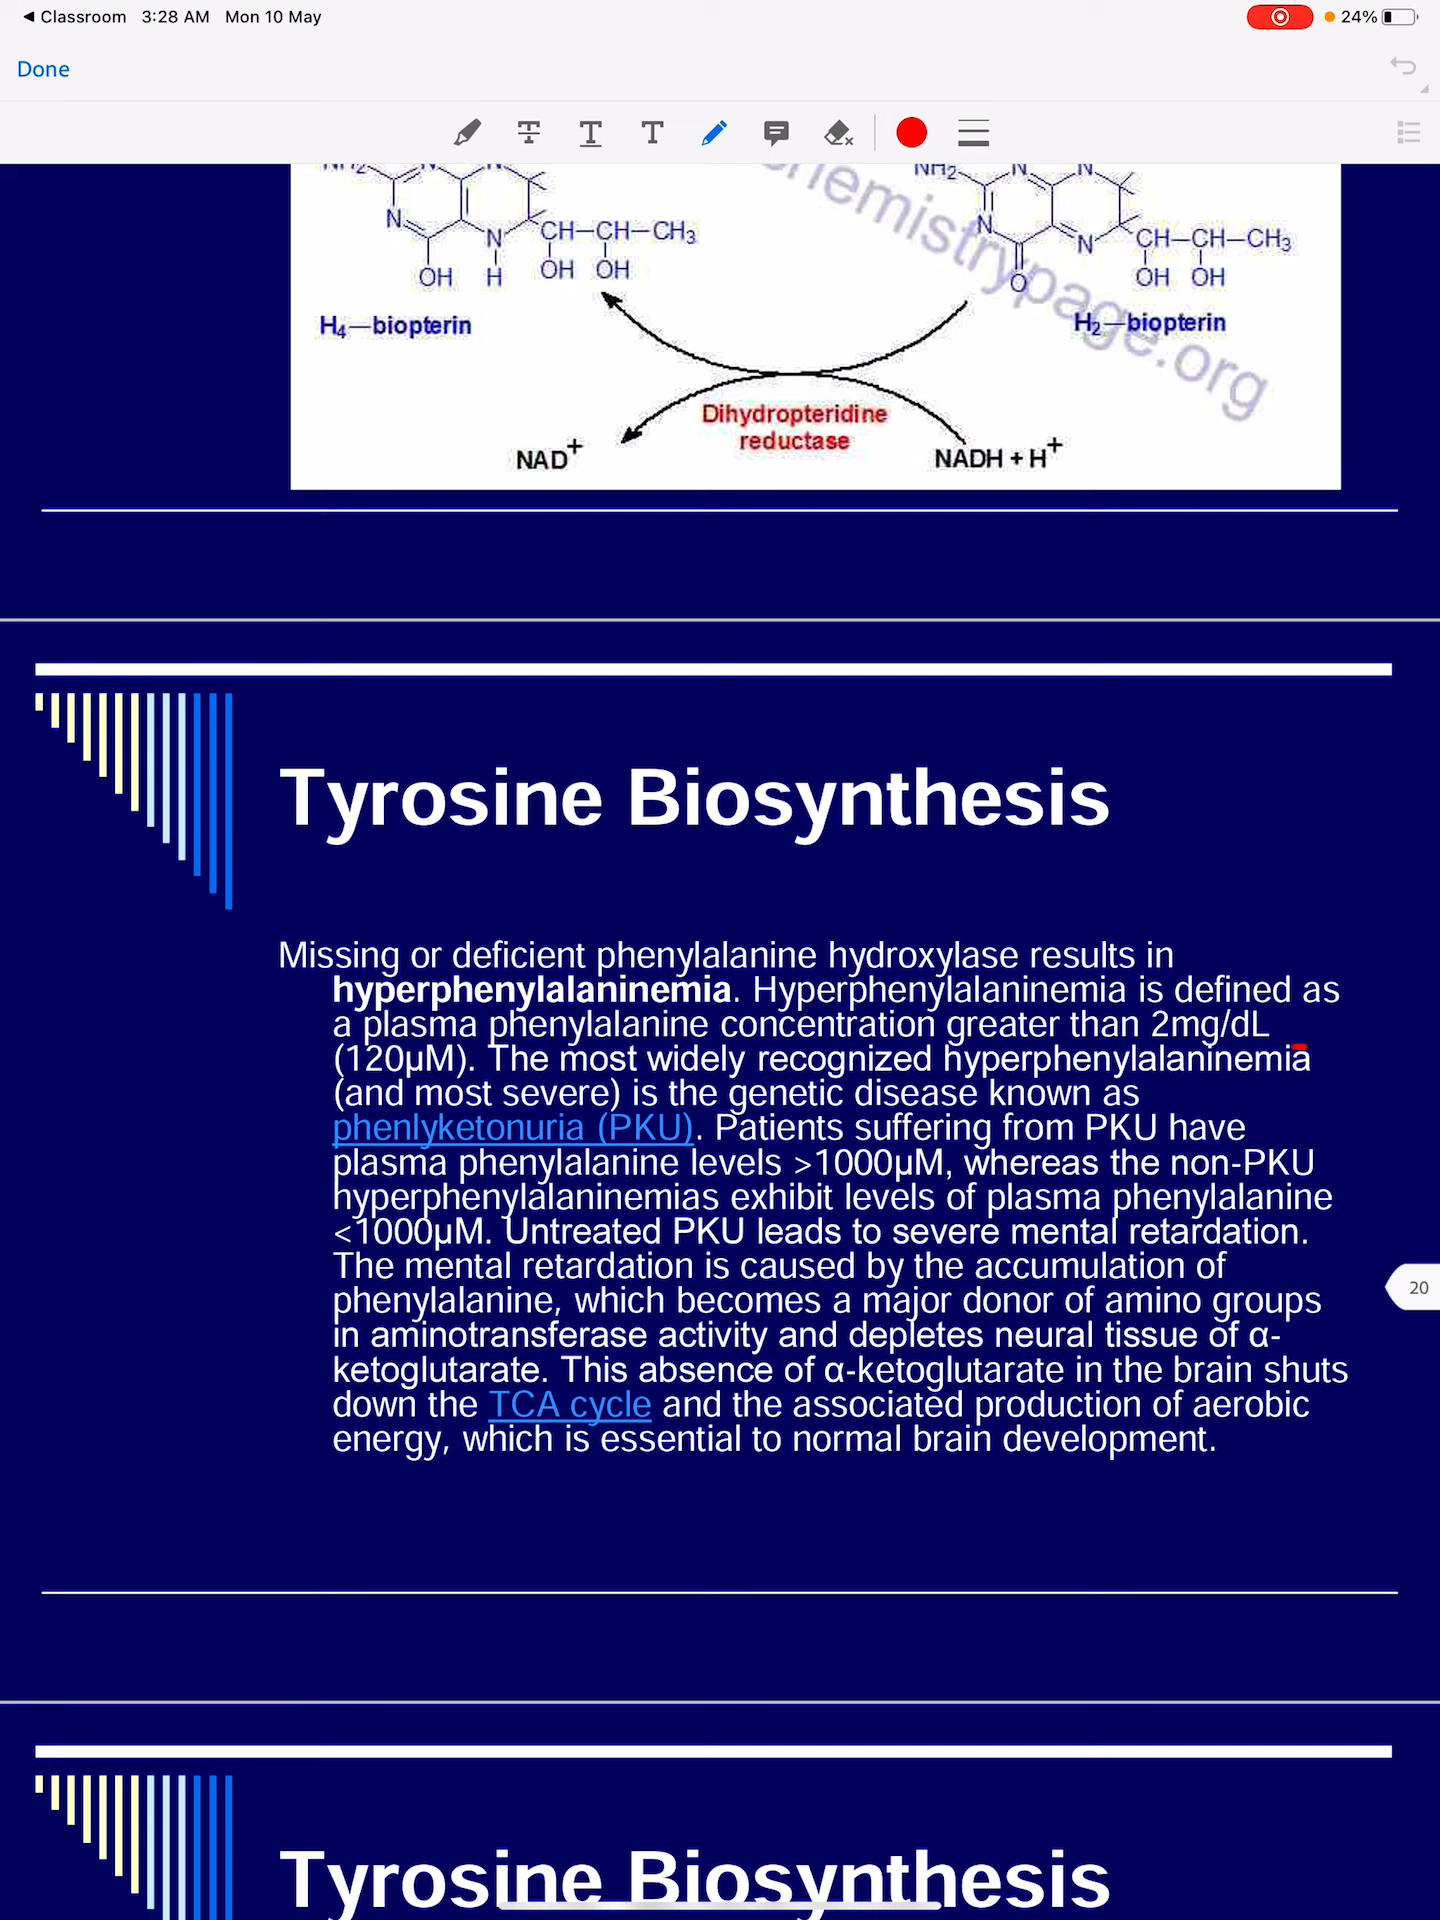 Classroom 3:28 AM Mon 10 May 24%
Done
NH2 N N NH2 N N
N N CH—CH—CH3 N N CH—CH—CH3
OH H OH OH O OH OH
H4—biopterin H2—biopterin
hemistrypage.org
Dihydropteridine
reductase
NAD+ NADH + H+
Tyrosine Biosynthesis
Missing or deficient phenylalanine hydroxylase results in
hyperphenylalaninemia. Hyperphenylalaninemia is defined as
a plasma phenylalanine concentration greater than 2mg/dL
(120μM). The most widely recognized hyperphenylalaninemia
(and most severe) is the genetic disease known as
phenlyketonuria (PKU). Patients suffering from PKU have
plasma phenylalanine levels >1000μM, whereas the non-PKU
hyperphenylalaninemias exhibit levels of plasma phenylalanine
<1000μM. Untreated PKU leads to severe mental retardation.
The mental retardation is caused by the accumulation of
phenylalanine, which becomes a major donor of amino groups
in aminotransferase activity and depletes neural tissue of α-
ketoglutarate. This absence of α-ketoglutarate in the brain shuts
down the TCA cycle and the associated production of aerobic
energy, which is essential to normal brain development.
20
Tyrosine Biosynthesis